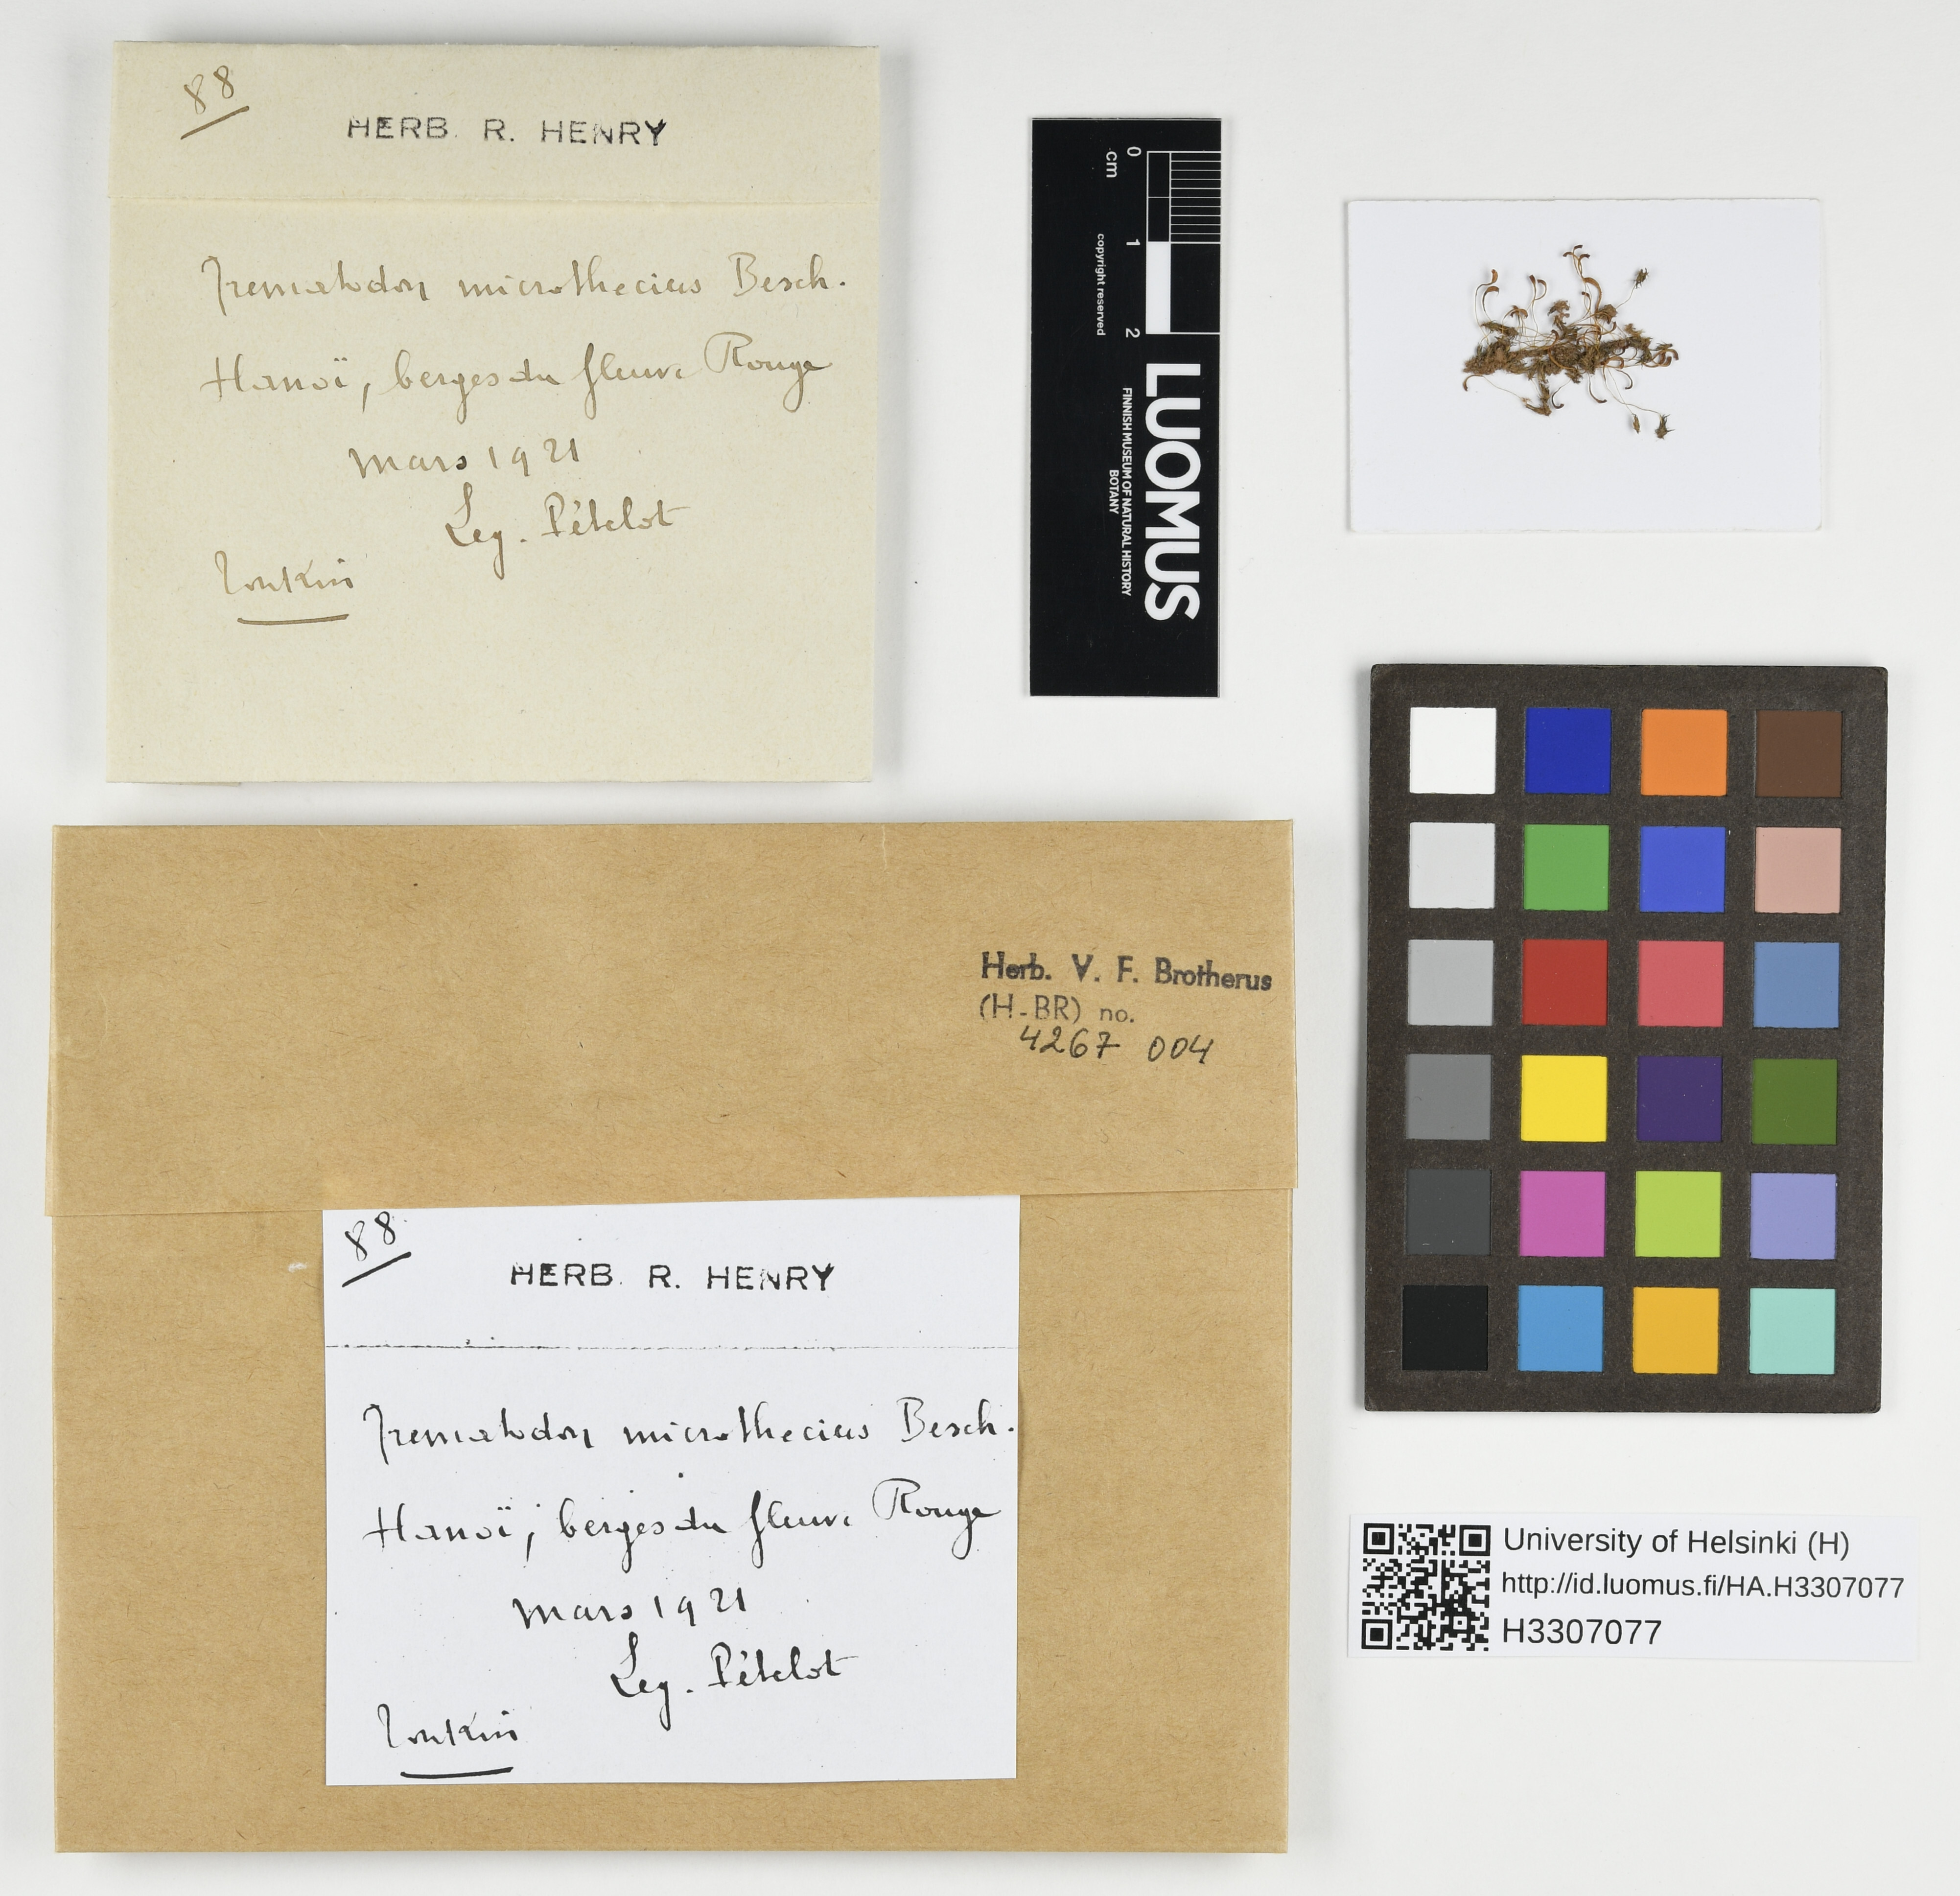 88
HERB. R. HENRY
Trematodon microthecius Besch.
Hanoï, berges du fleuve Rouge
Mars 1921
Leg. Pételot
Tonkin
0 1 2
cm
copyright reserved
LUOMUS
FINNISH MUSEUM OF NATURAL HISTORY
BOTANY
Herb. V. F. Brotherus
(H-BR) no.
4267 004
88
HERB. R. HENRY
Trematodon microthecius Besch.
Hanoï, berges du fleuve Rouge
Mars 1921
Leg. Pételot
Tonkin
University of Helsinki (H)
http://id.luomus.fi/HA.H3307077
H3307077